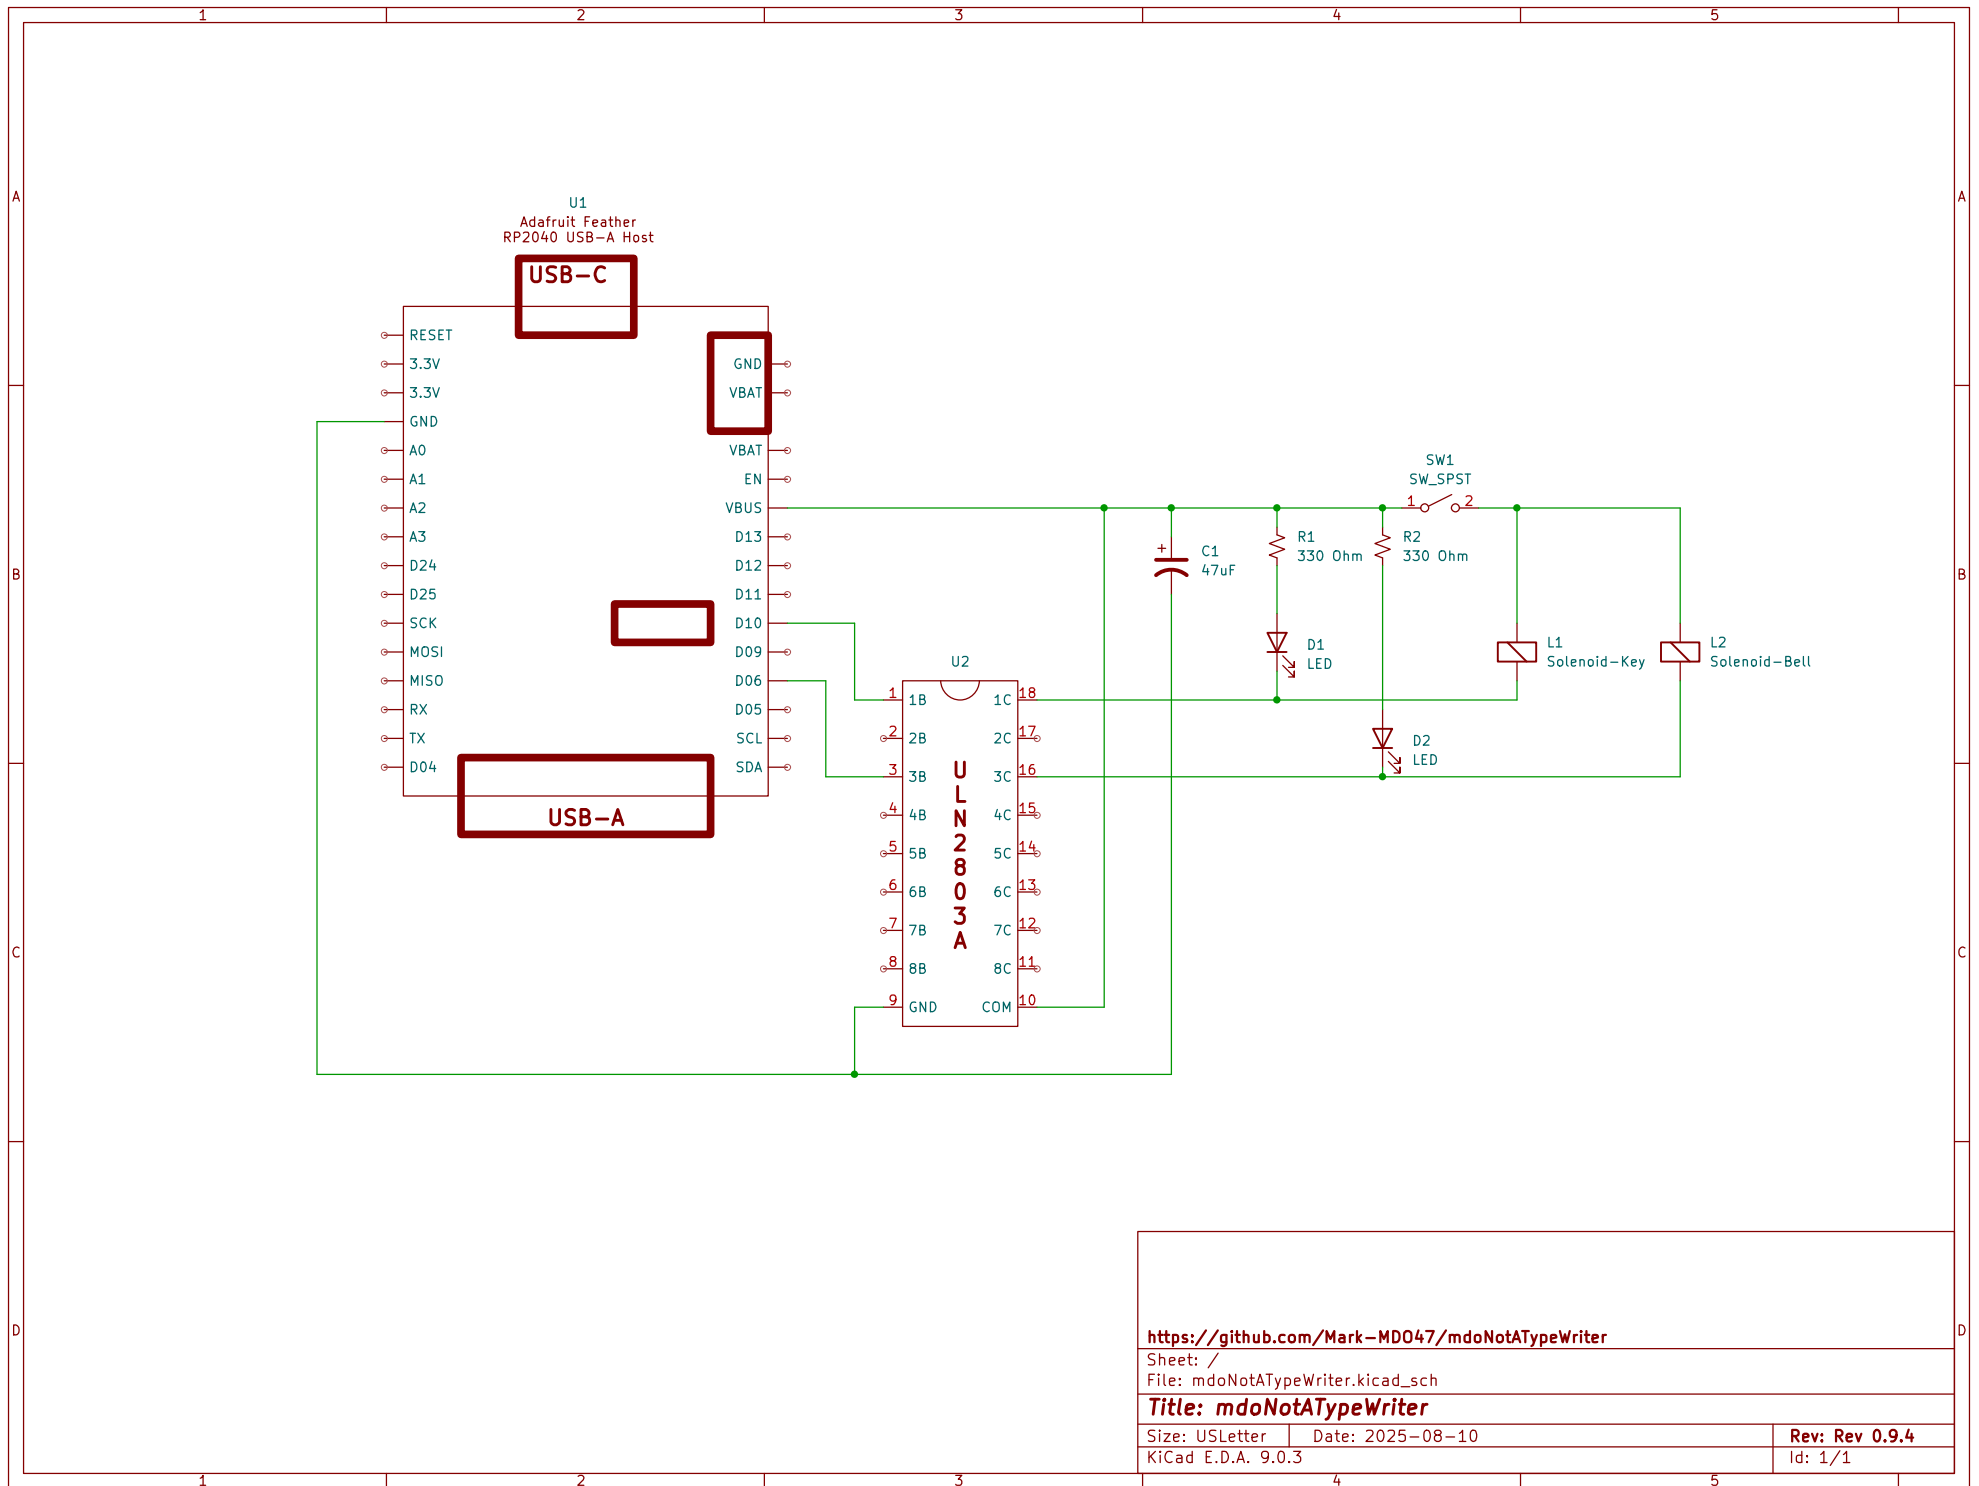 1 2 3 4 5
A A
U1
Adafruit Feather
RP2040 USB-A Host
USB-C
RESET
3.3V GND
3.3V VBAT
GND
A0 VBAT
A1 EN
A2 VBUS
A3 D13
D24 D12
D25 D11
SCK D10
MOSI D09
MISO D06
RX D05
TX SCL
D04 SDA
USB-A
SW1
SW_SPST
1 2
C1
47uF
R1
330 Ohm
R2
330 Ohm
B B
D1
LED
L1
Solenoid-Key
L2
Solenoid-Bell
D2
LED
U2
1 1B 1C 18
2 2B 2C 17
3 3B 3C 16
4 4B 4C 15
5 5B 5C 14
6 6B 6C 13
7 7B 7C 12
8 8B 8C 11
9 GND COM 10
U
L
N
2
8
0
3
A
C C
D D
https://github.com/Mark-MDO47/mdoNotATypeWriter
Sheet: /
File: mdoNotATypeWriter.kicad_sch
Title: mdoNotATypeWriter
Size: USLetter Date: 2025-08-10 Rev: Rev 0.9.4
KiCad E.D.A. 9.0.3 Id: 1/1
1 2 3 4 5